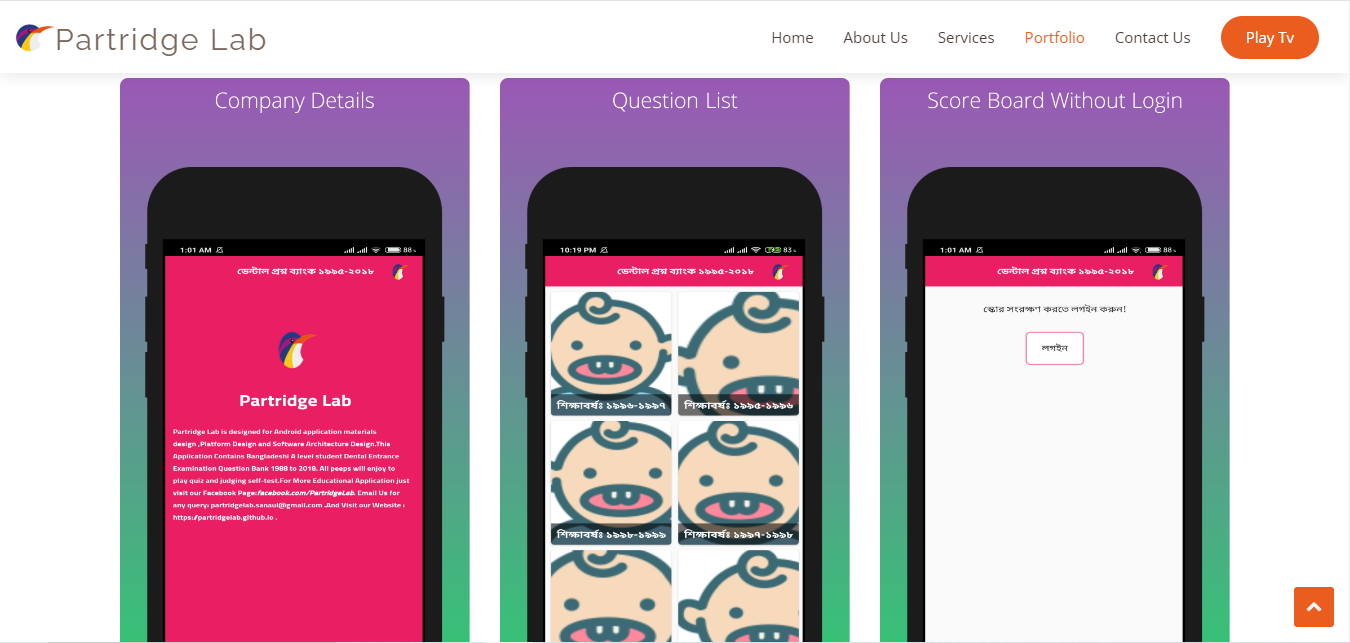 Partridge Lab
Home
About Us
Services
Portfolio
Contact Us
Play Tv
Company Details
1:01 AM
88
ডেন্টাল প্রশ্ন ব্যাংক ১৯৯৫-২০১৮
Partridge Lab
Partridge Lab is designed for Android application materials
design ,Platform Design and Software Architecture Design.This
Application Contains Bangladeshi A level student Dental Entrance
Examination Question Bank 1988 to 2018. All peeps will enjoy to
play quiz and judging self-test.For More Educational Application just
visit our Facebook Page:facebook.com/PartridgeLab. Email Us for
any query: partridgelab.sanaul@gmail.com .And Visit our Website :
https://partridgelab.github.io .
Question List
10:19 PM
83
ডেন্টাল প্রশ্ন ব্যাংক ১৯৯৫-২০১৮
শিক্ষাবর্ষঃ ১৯৯৬-১৯৯৭
শিক্ষাবর্ষঃ ১৯৯৫-১৯৯৬
শিক্ষাবর্ষঃ ১৯৯৮-১৯৯৯
শিক্ষাবর্ষঃ ১৯৯৭-১৯৯৮
Score Board Without Login
1:01 AM
88
ডেন্টাল প্রশ্ন ব্যাংক ১৯৯৫-২০১৮
স্কোর সংরক্ষণ করতে লগইন করুন!
লগইন